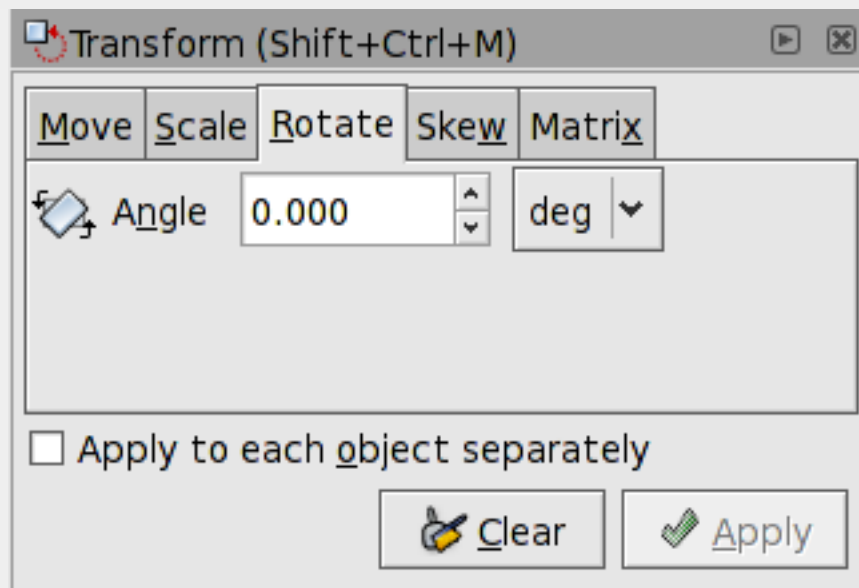 Transform (Shift+Ctrl+M)
Move Scale Rotate Skew Matrix
Angle 0.000 deg
Apply to each object separately
Clear Apply